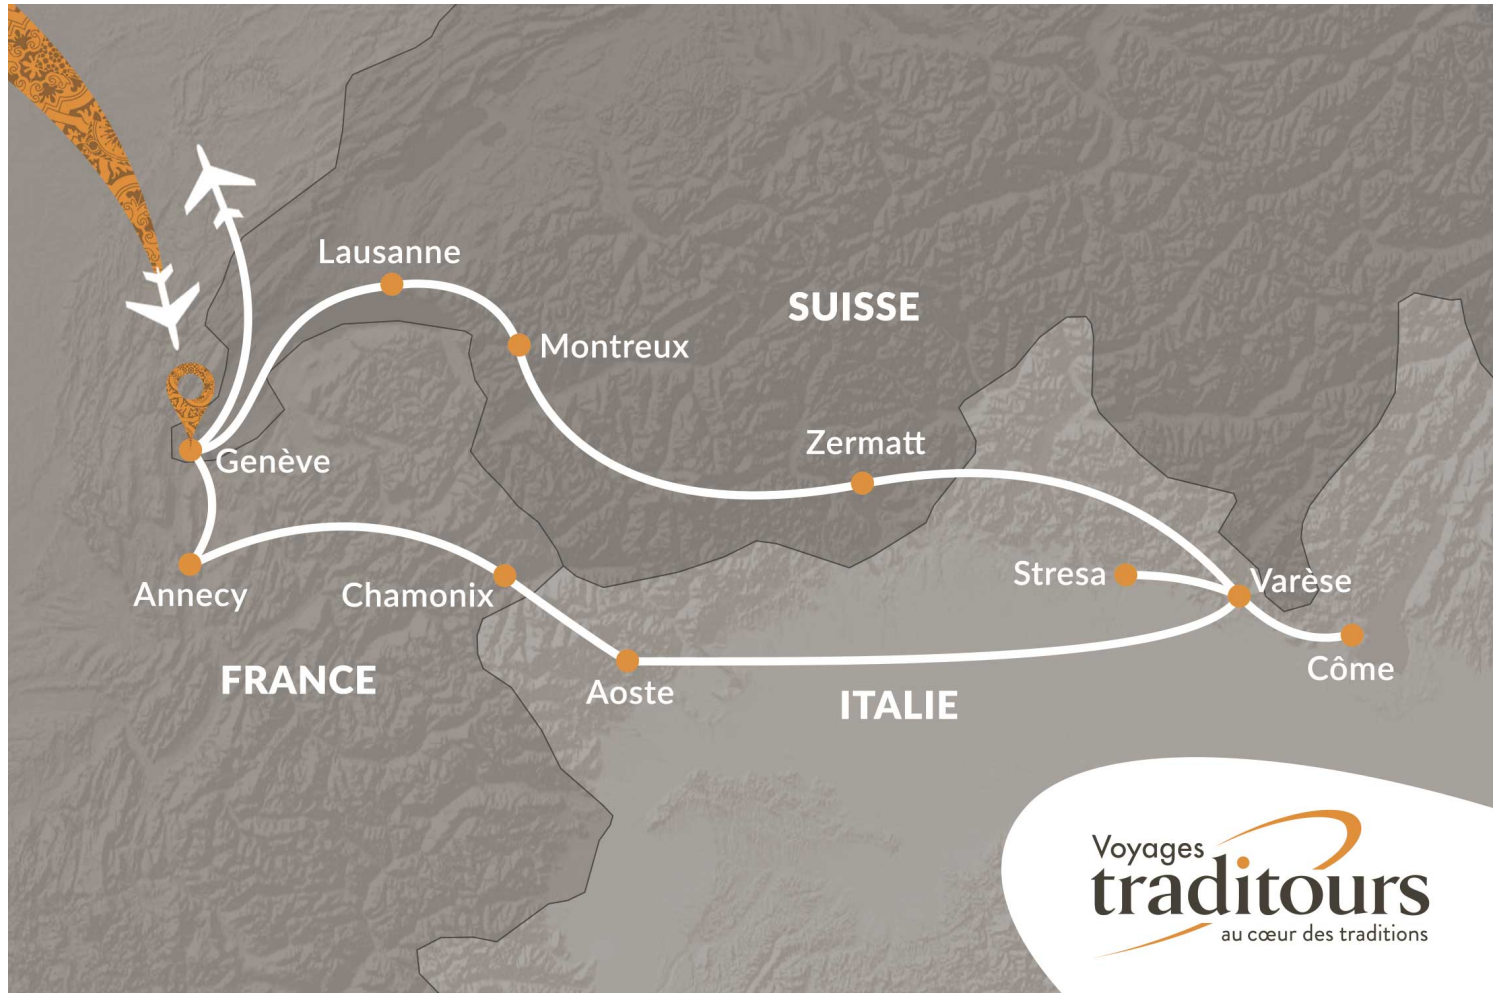 Lausanne
SUISSE
Montreux
Zermatt
Genève
Stresa
Varèse
Annecy
Chamonix
FRANCE
Aoste
ITALIE
Côme
Voyages
traditours
au cœur des traditions